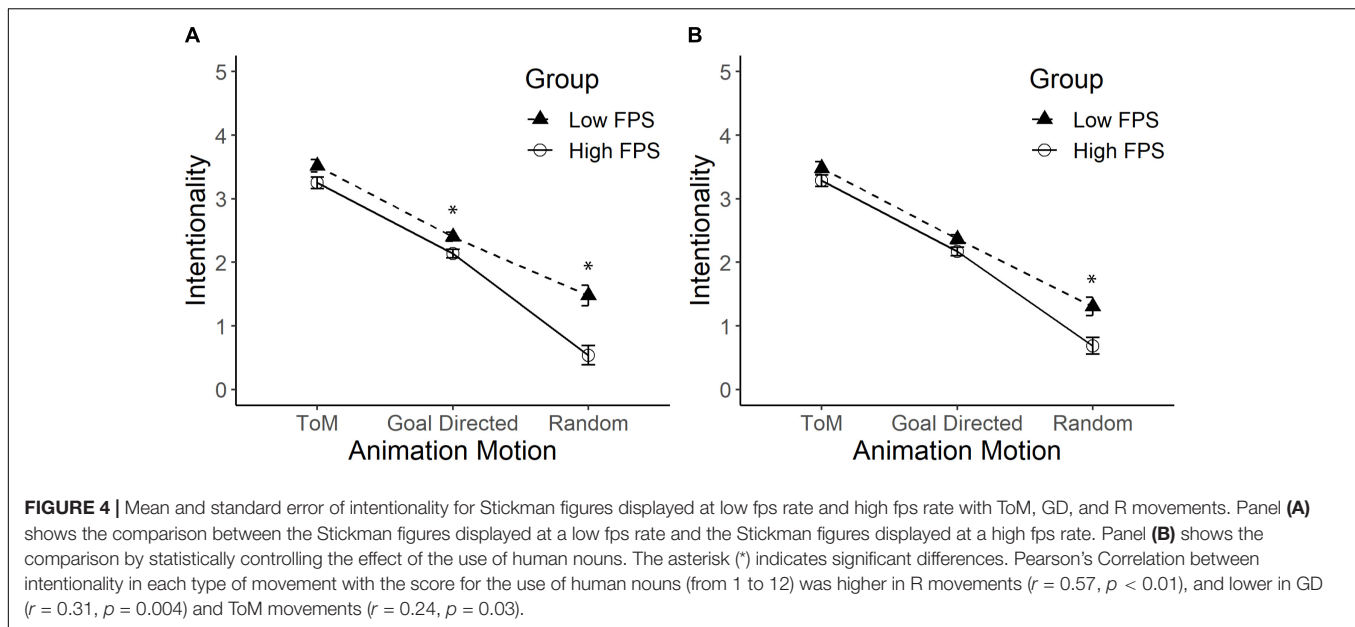 A
B
5
4
3
2
1
0
Intentionality
Group
Low FPS
High FPS
*
*
ToM Goal Directed Random
Animation Motion
5
4
3
2
1
0
Intentionality
Group
Low FPS
High FPS
*
ToM Goal Directed Random
Animation Motion
FIGURE 4 | Mean and standard error of intentionality for Stickman figures displayed at low fps rate and high fps rate with ToM, GD, and R movements. Panel (A)
shows the comparison between the Stickman figures displayed at a low fps rate and the Stickman figures displayed at a high fps rate. Panel (B) shows the
comparison by statistically controlling the effect of the use of human nouns. The asterisk (*) indicates significant differences. Pearson's Correlation between
intentionality in each type of movement with the score for the use of human nouns (from 1 to 12) was higher in R movements (r = 0.57, p < 0.01), and lower in GD
(r = 0.31, p = 0.004) and ToM movements (r = 0.24, p = 0.03).